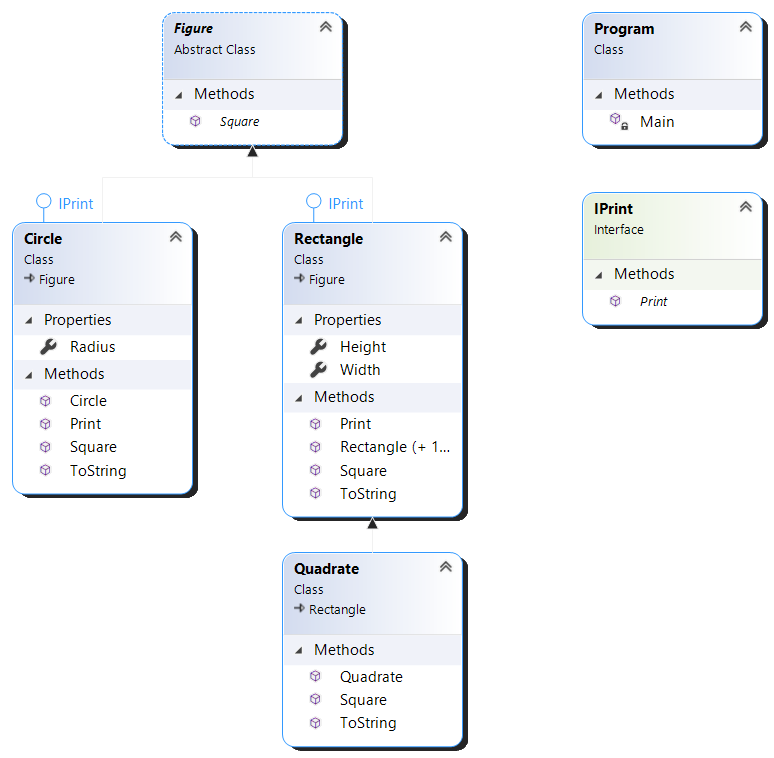 Figure
Abstract Class
Methods
Square
Program
Class
Methods
Main
IPrint
Circle
Class
Figure
Properties
Radius
Methods
Circle
Print
Square
ToString
IPrint
Rectangle
Class
Figure
Properties
Height
Width
Methods
Print
Rectangle (+ 1...
Square
ToString
IPrint
Interface
Methods
Print
Quadrate
Class
Rectangle
Methods
Quadrate
Square
ToString